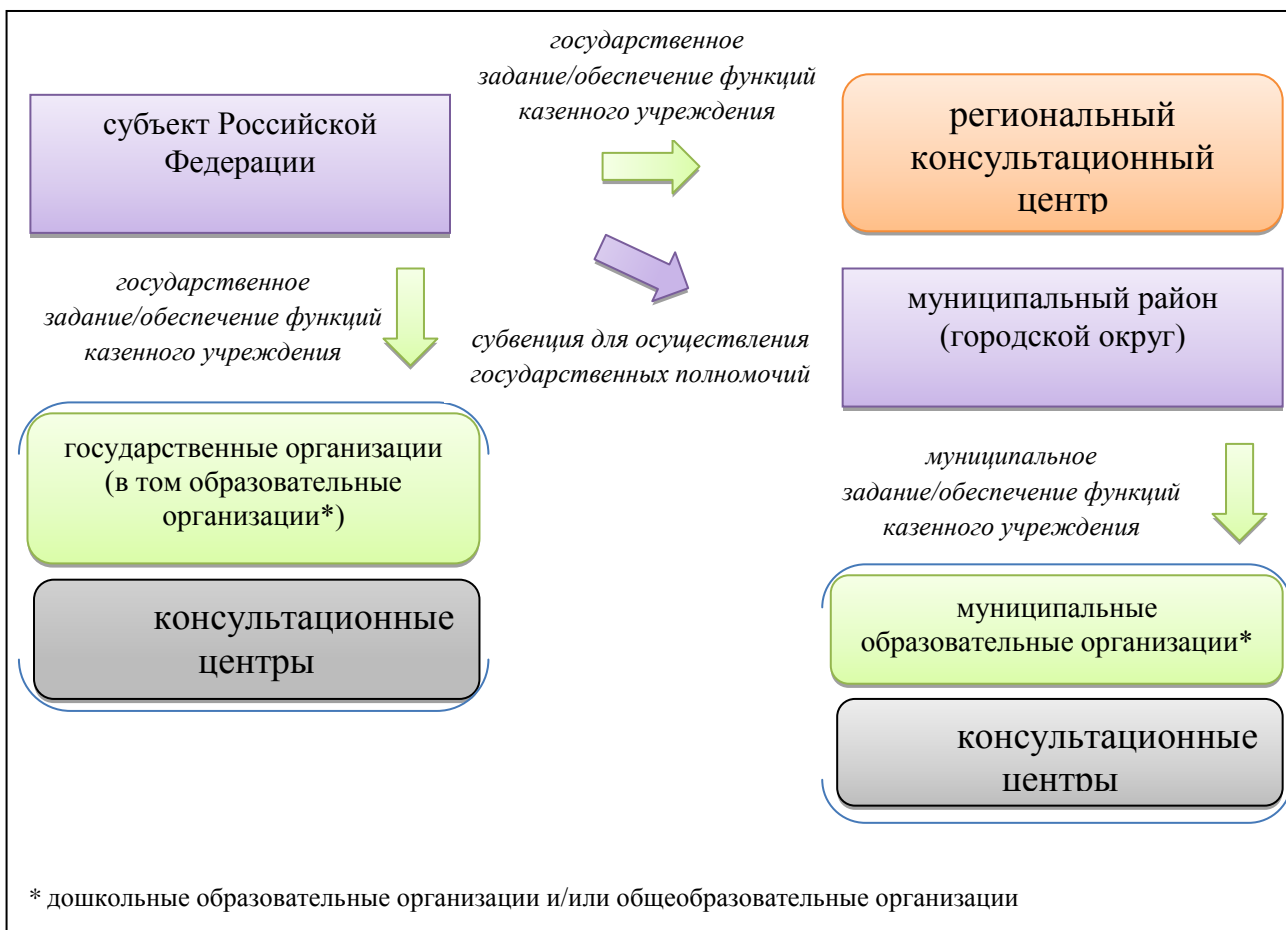 государственное
задание/обеспечение функций
казенного учреждения
субъект Российской
Федерации
региональный
консультационный
центр
государственное
задание/обеспечение функций
казенного учреждения
субвенция для осуществления
государственных полномочий
муниципальный район
(городской округ)
государственные организации
(в том образовательные
организации*)
консультационные
центры
муниципальное
задание/обеспечение функций
казенного учреждения
муниципальные
образовательные организации*
консультационные
центры
* дошкольные образовательные организации и/или общеобразовательные организации